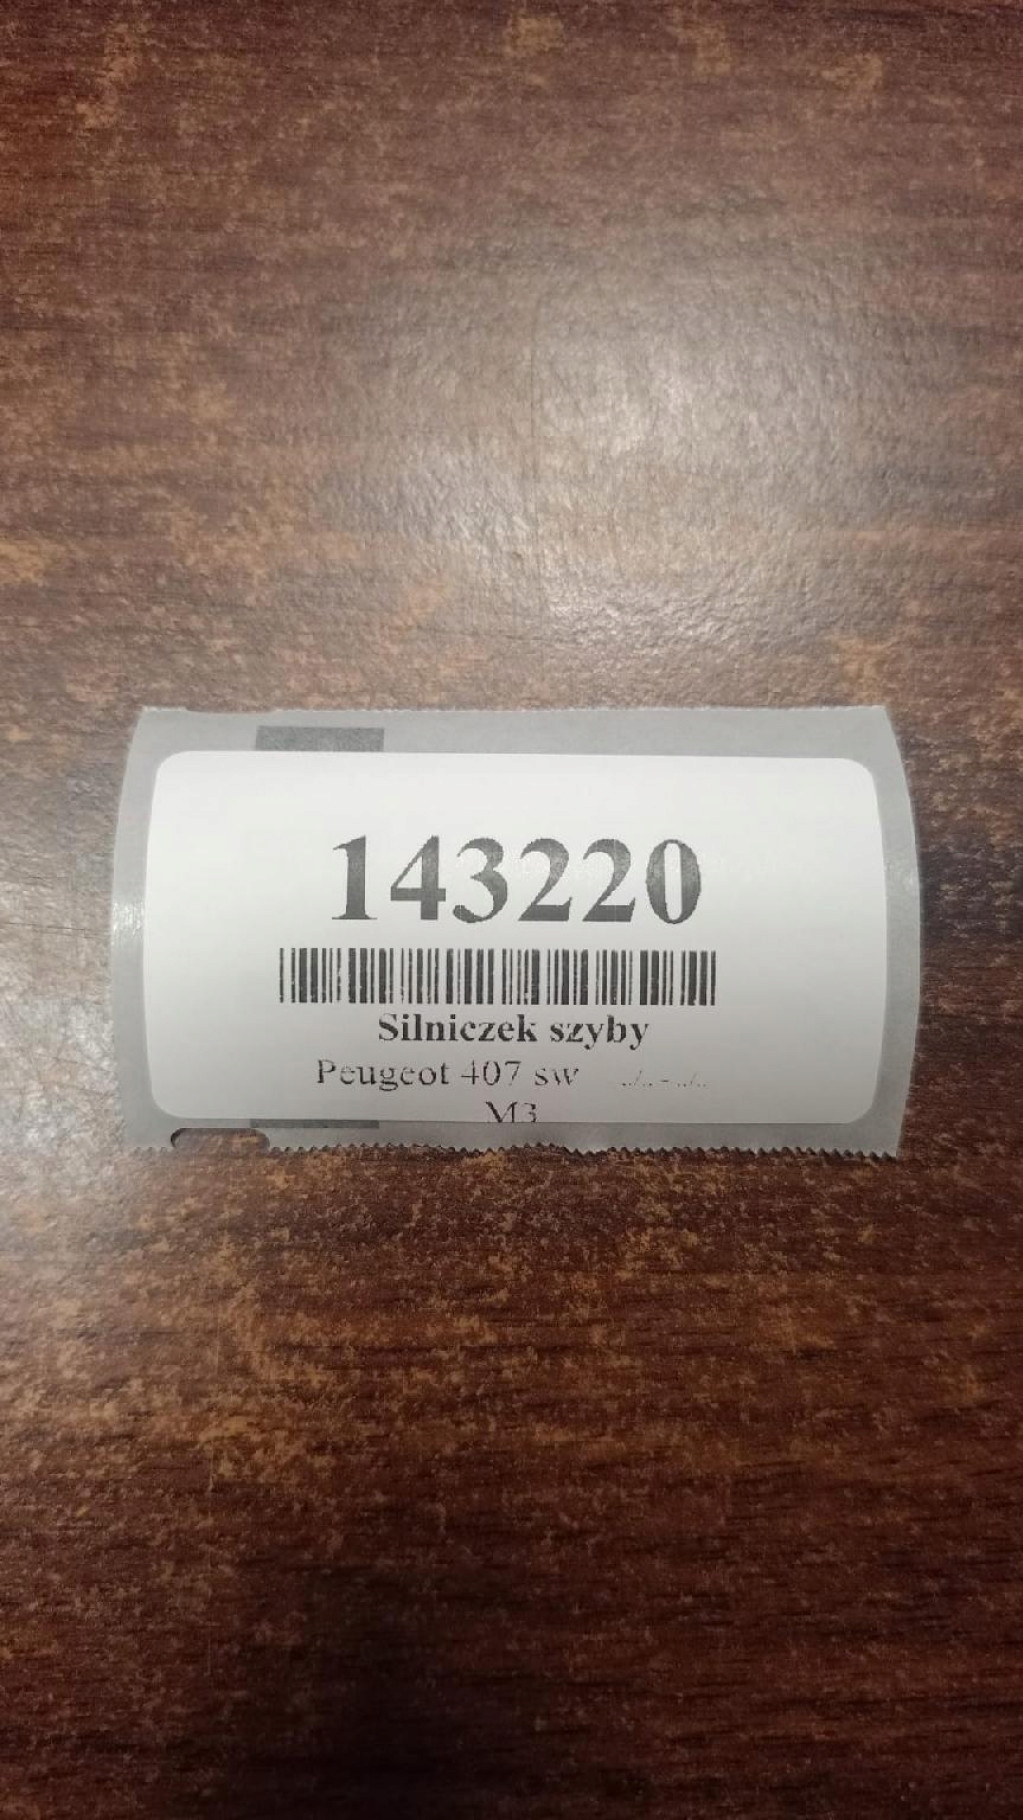 143220
Silniczek szyby
Peugeot 407 sw ../.. - ../..
M3